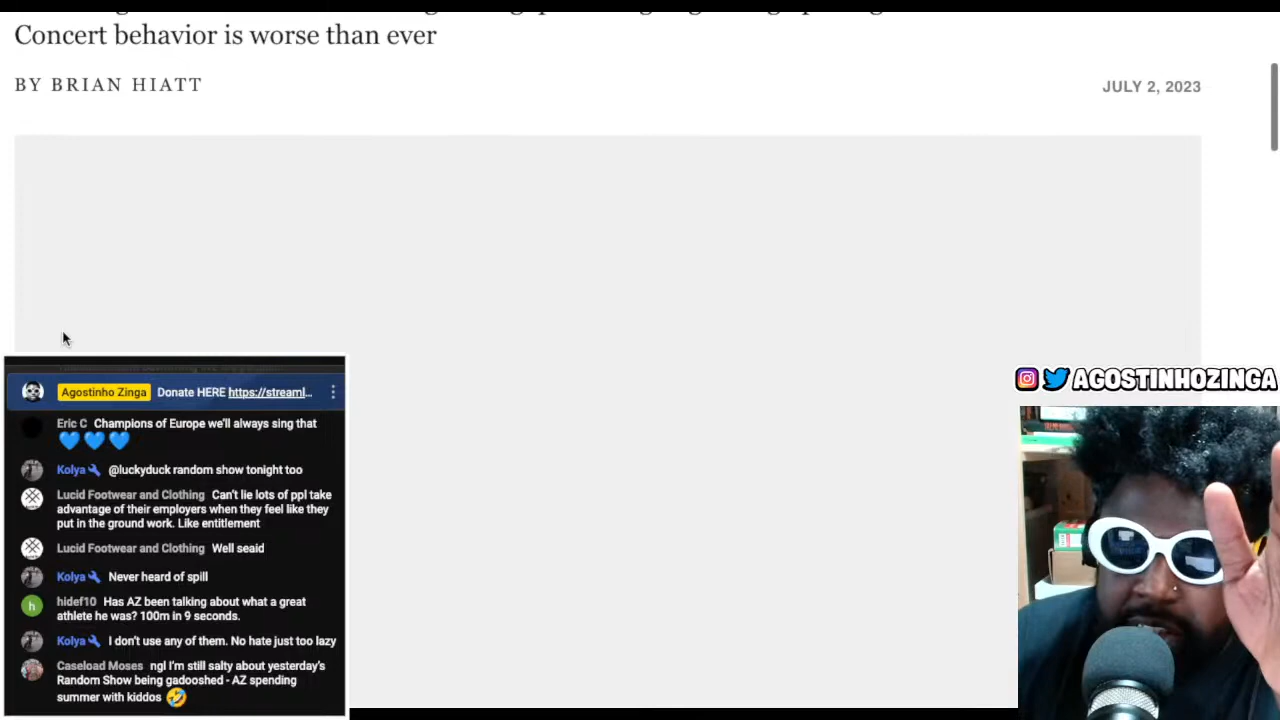 Concert behavior is worse than ever
BY BRIAN HIATT
JULY 2, 2023
Agostinho Zinga Donate HERE https://streaml...
Eric C Champions of Europe we'll always sing that
💙💙💙
Kolya @luckyduck random show tonight too
Lucid Footwear and Clothing Can't lie lots of ppl take
advantage of their employers when they feel like they
put in the ground work. Like entitlement
Lucid Footwear and Clothing Well seaid
Kolya Never heard of spill
h
hidef10 Has AZ been talking about what a great
athlete he was? 100m in 9 seconds.
Kolya I don't use any of them. No hate just too lazy
Caseload Moses ngl I'm still salty about yesterday's
Random Show being gadooshed - AZ spending
summer with kiddos 🤣
AGOSTINHOZINGA